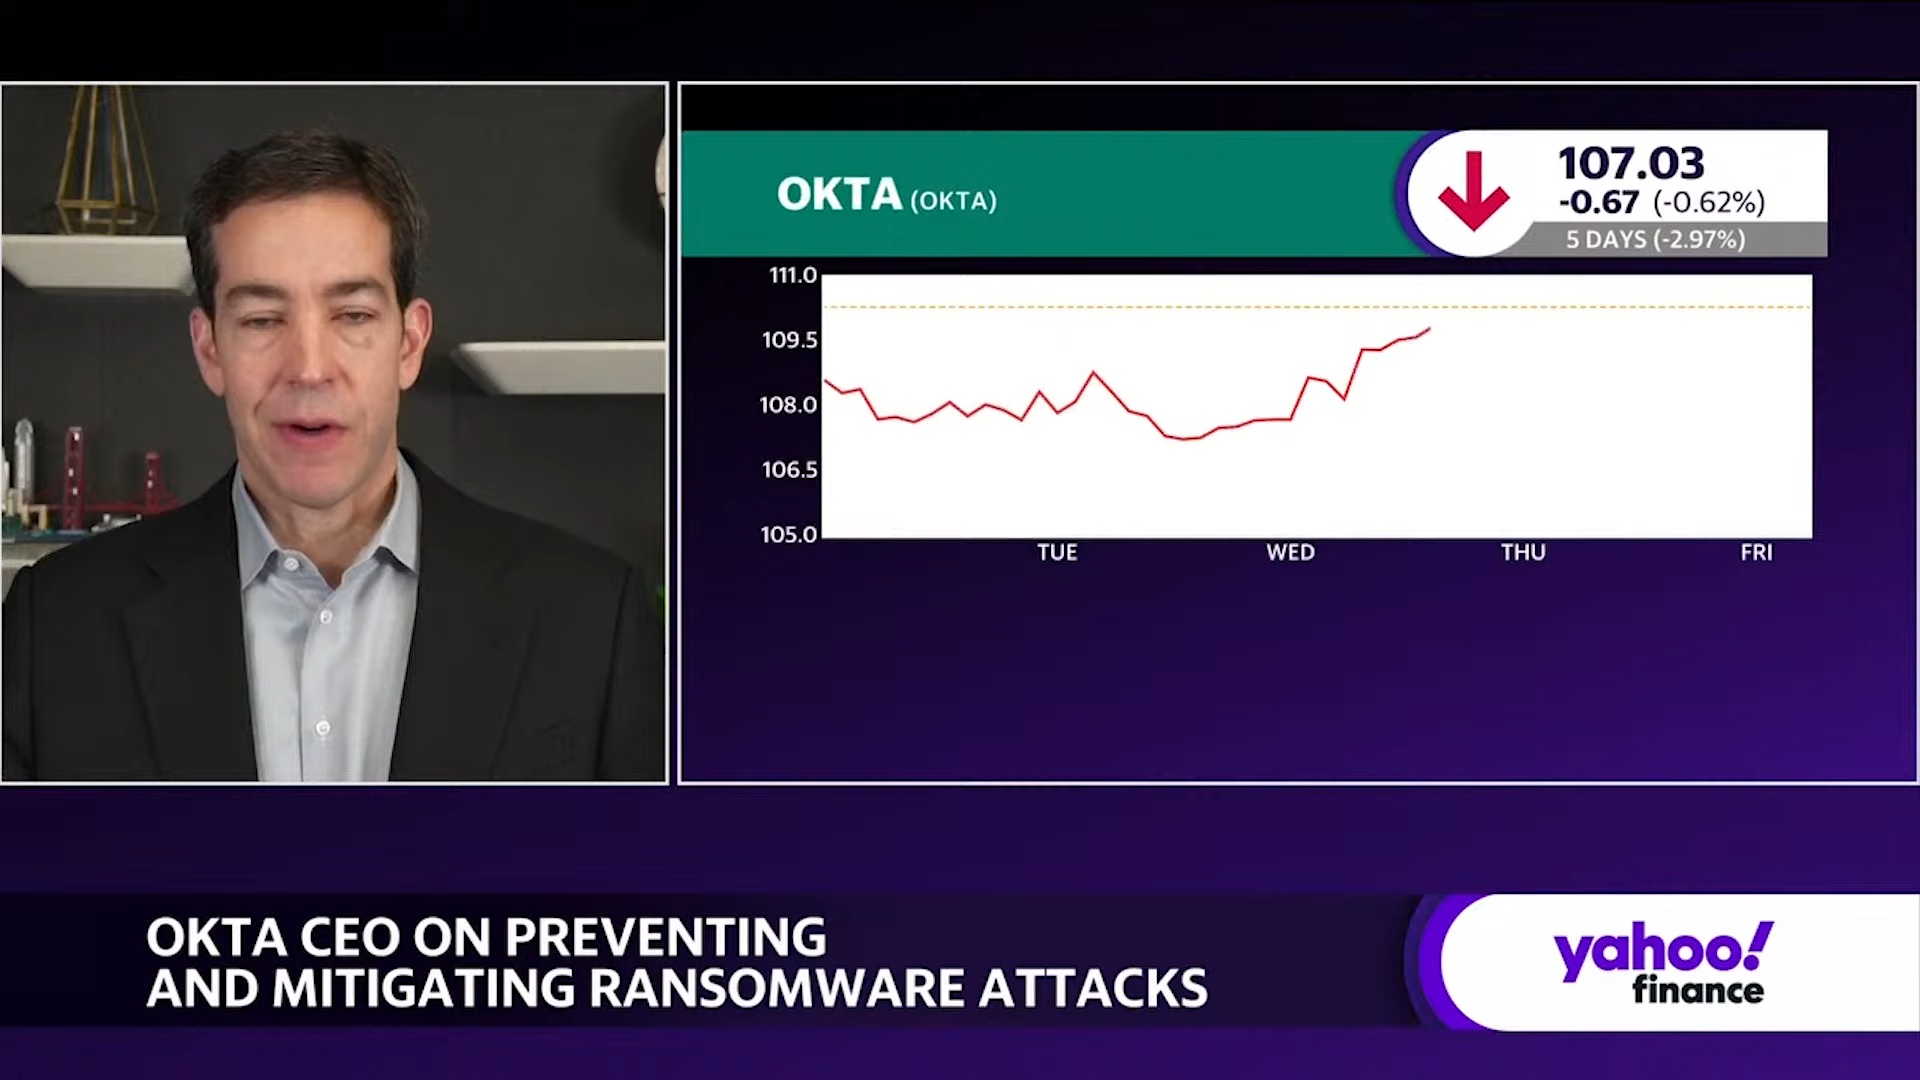 OKTA (OKTA)
107.03
-0.67 (-0.62%)
5 DAYS (-2.97%)
111.0
109.5
108.0
106.5
105.0
TUE WED THU FRI
OKTA CEO ON PREVENTING
AND MITIGATING RANSOMWARE ATTACKS
yahoo!
finance